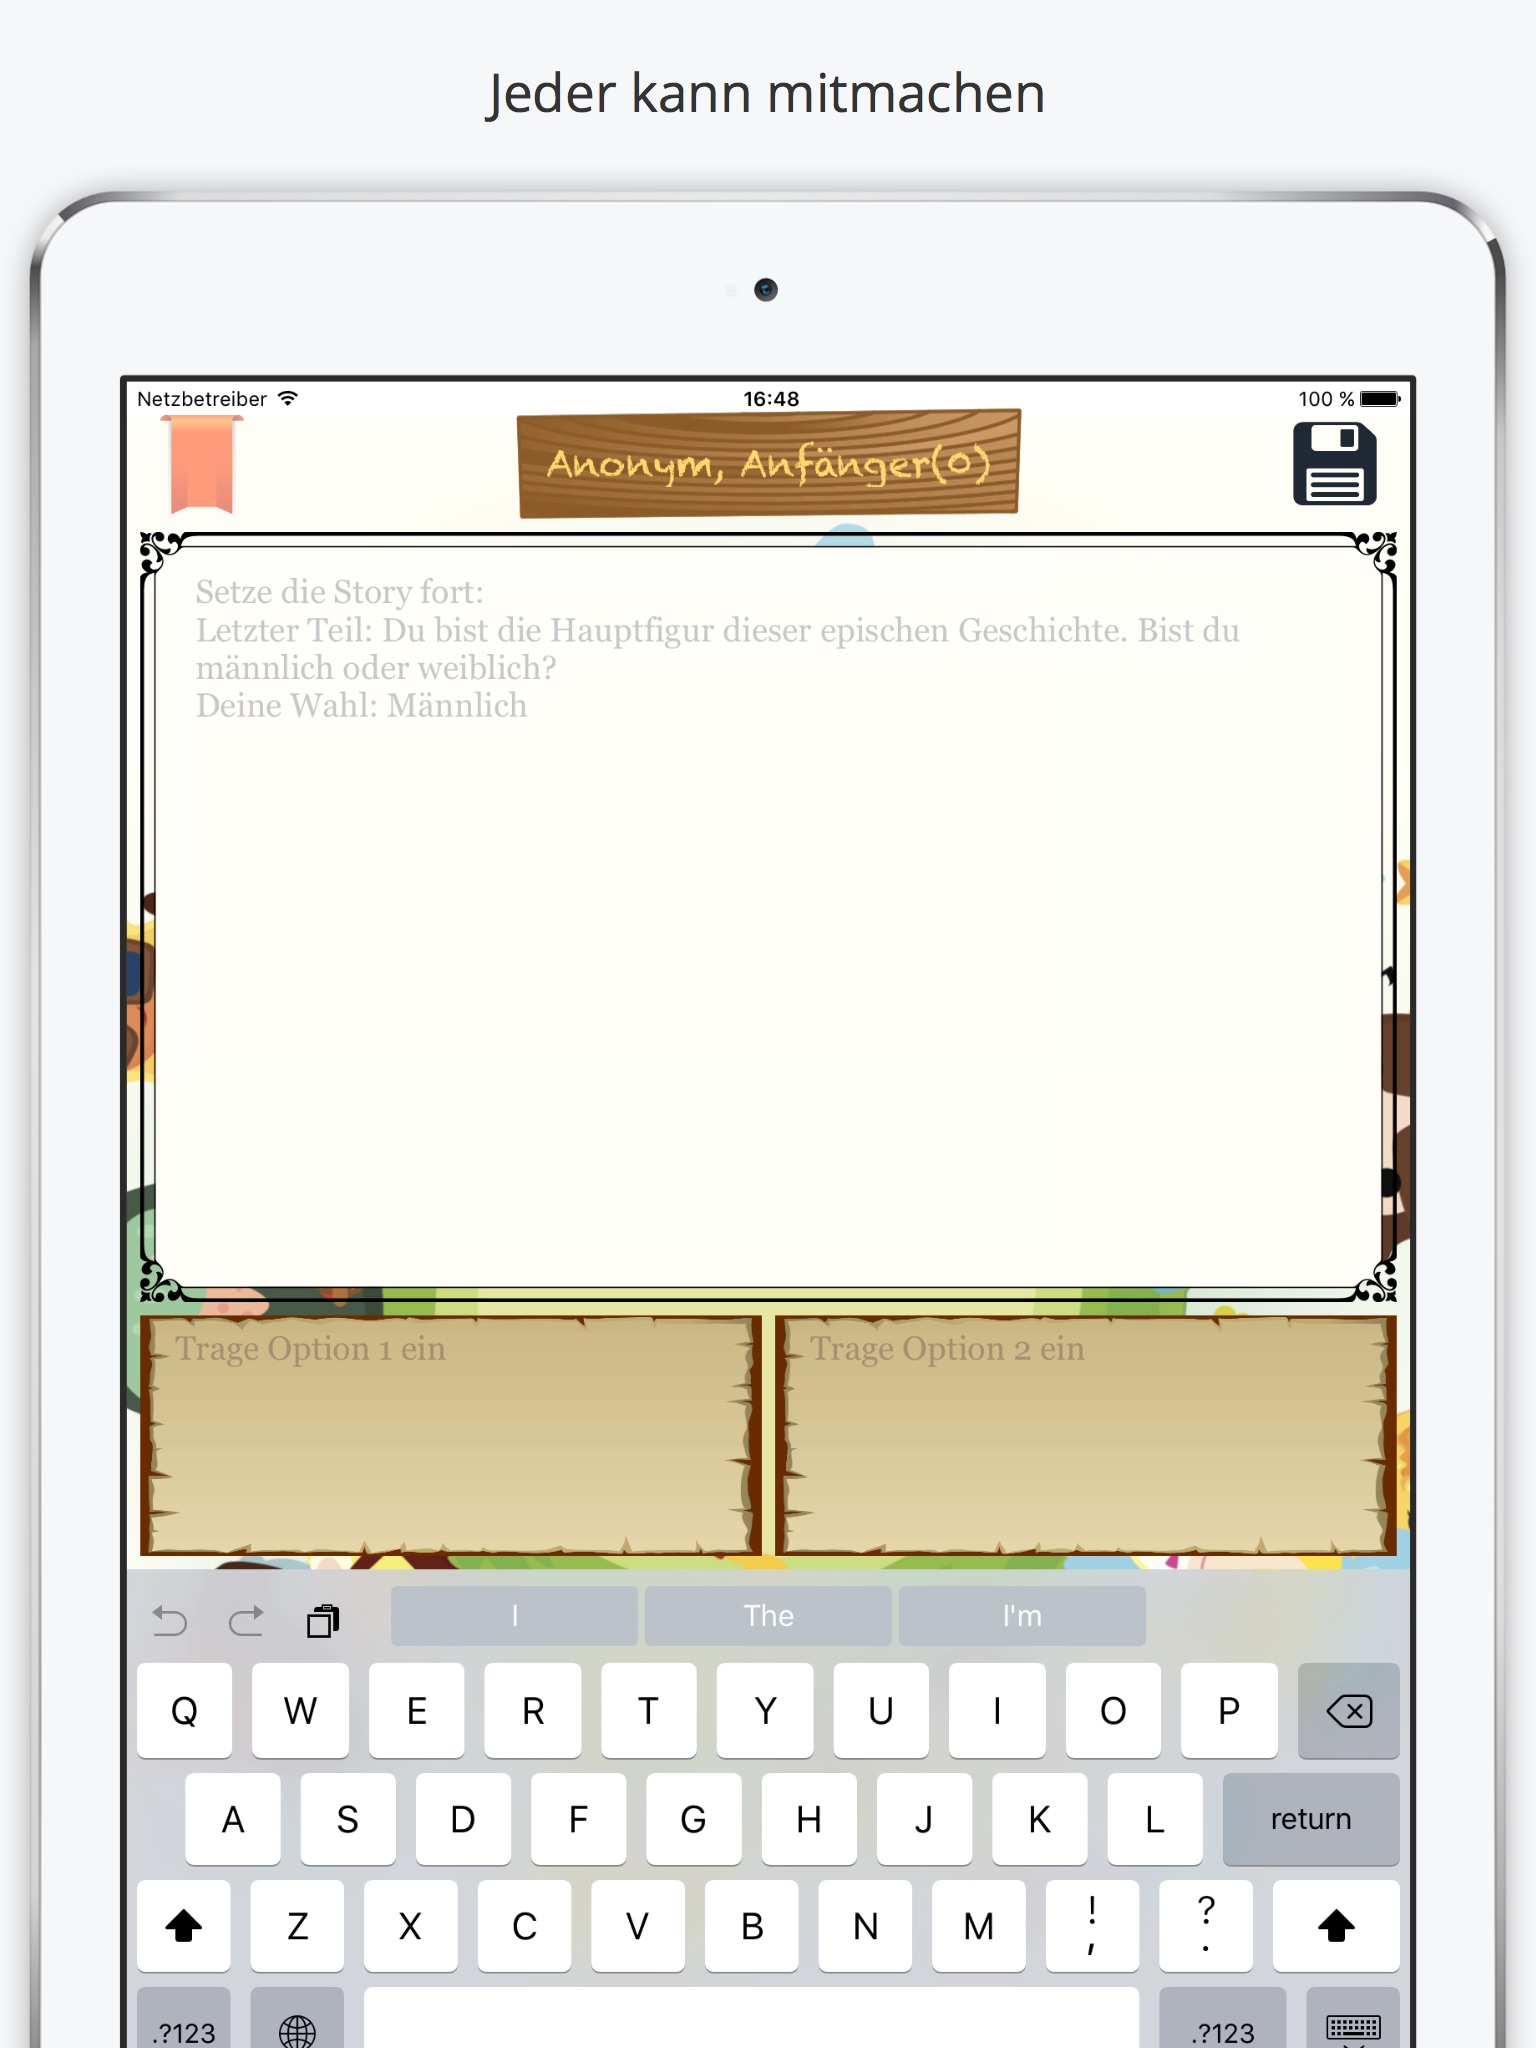 Jeder kann mitmachen
Netzbetreiber 16:48 100 %
Anonym, Anfänger(0)
Setze die Story fort:
Letzter Teil: Du bist die Hauptfigur dieser epischen Geschichte. Bist du
männlich oder weiblich?
Deine Wahl: Männlich
Trage Option 1 ein Trage Option 2 ein
I The I'm
Q W E R T Y U I O P
A S D F G H J K L return
Z X C V B N M ! , ? .
.?123 .?123